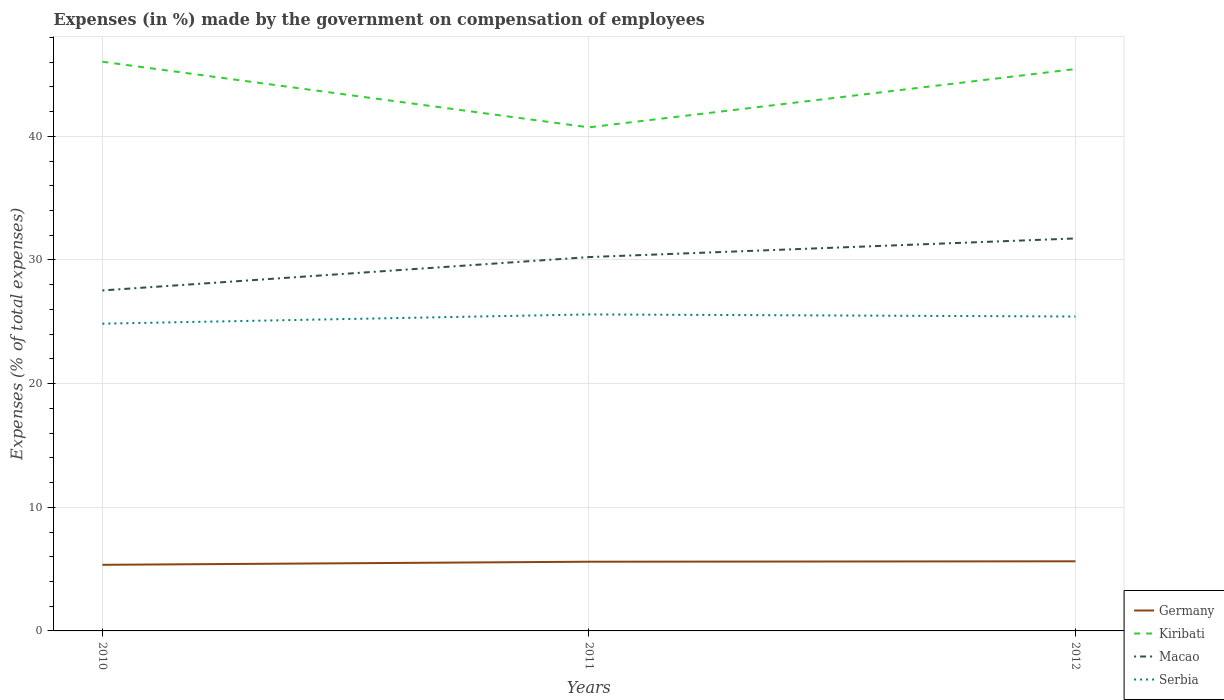 Expenses (in %) made by the government on compensation of employees
Expenses (% of total expenses)
0
10
20
30
40
2010
2011
2012
Years
Germany
Kiribati
Macao
Serbia